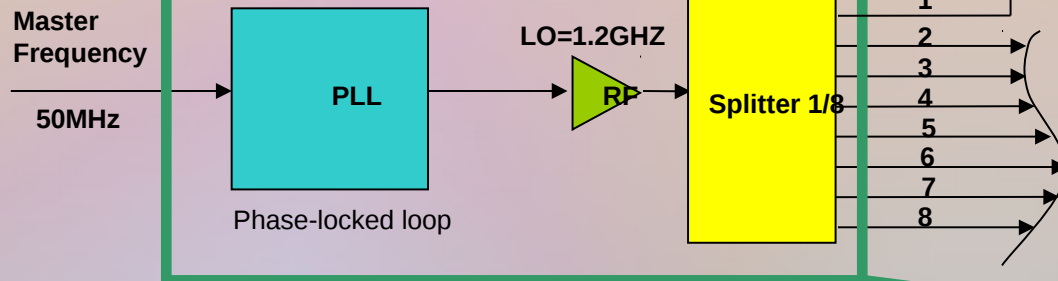 Master
Frequency
50MHz
PLL
Phase-locked loop
LO=1.2GHZ
RF
Splitter 1/8
1
2
3
4
5
6
7
8